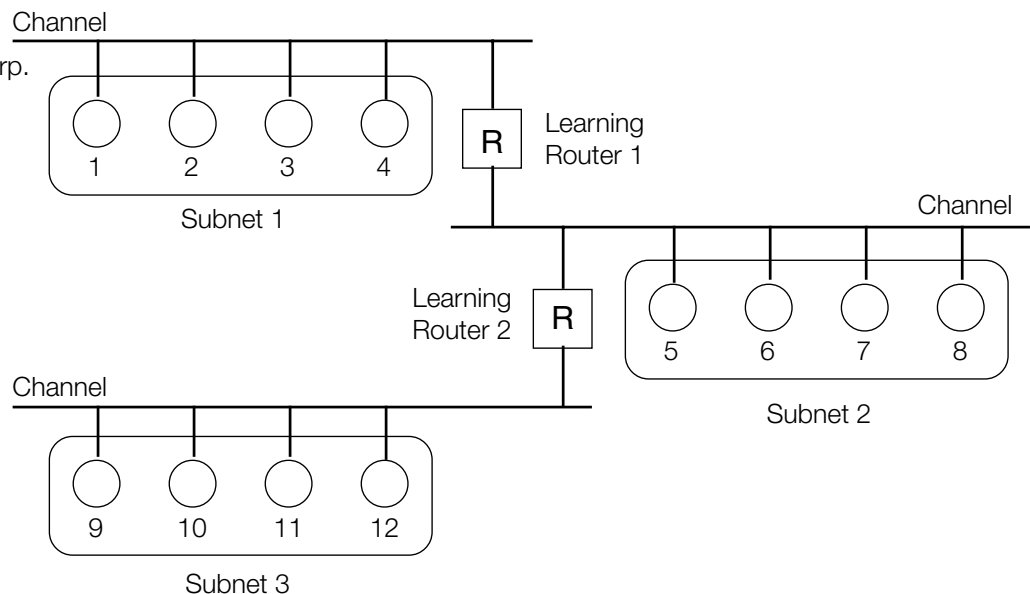 Channel
rp.
1 2 3 4
Subnet 1
R
Learning
Router 1
Channel
Learning
Router 2
R
5 6 7 8
Subnet 2
Channel
9 10 11 12
Subnet 3